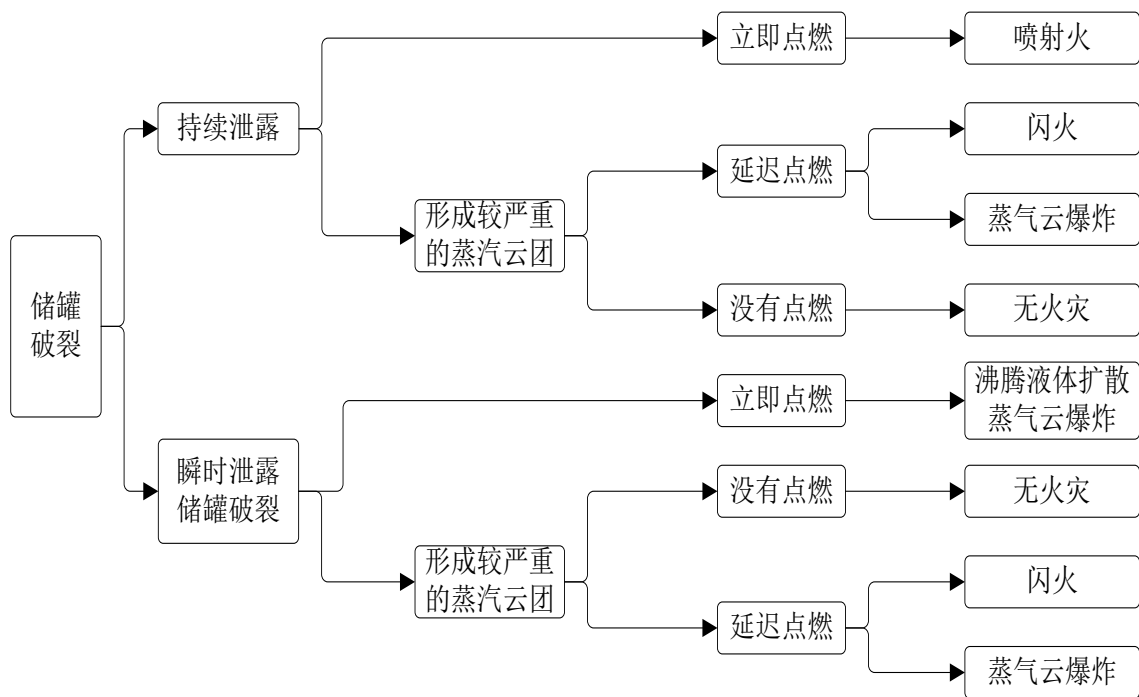 立即点燃
喷射火
持续泄露
闪火
延迟点燃
形成较严重
的蒸汽云团
蒸气云爆炸
储罐
破裂
没有点燃
无火灾
立即点燃
沸腾液体扩散
蒸气云爆炸
瞬时泄露
储罐破裂
没有点燃
无火灾
形成较严重
的蒸汽云团
闪火
延迟点燃
蒸气云爆炸